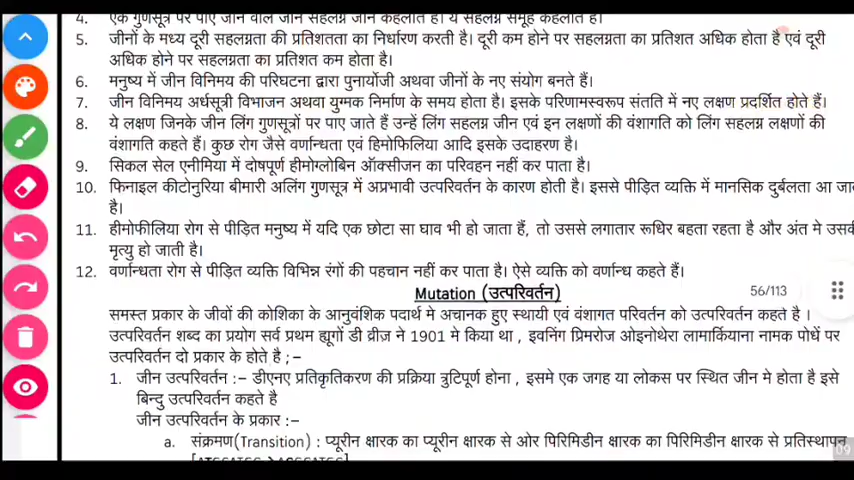 4. एक गुणसूत्र पर पाए जाने वाले जीन सहलग्न जीन कहलाते हैं। ये सहलग्न समूह कहलाते हैं।
5. जीनों के मध्य दूरी सहलग्नता की प्रतिशतता का निर्धारण करती है। दूरी कम होने पर सहलग्नता का प्रतिशत अधिक होता है एवं दूरी
अधिक होने पर सहलग्नता का प्रतिशत कम होता है।
6. मनुष्य में जीन विनिमय की परिघटना द्वारा पुनार्योजी अथवा जीनों के नए संयोग बनते हैं।
7. जीन विनिमय अर्धसूत्री विभाजन अथवा युग्मक निर्माण के समय होता है। इसके परिणामस्वरूप संतति में नए लक्षण प्रदर्शित होते हैं।
8. ये लक्षण जिनके जीन लिंग गुणसूत्रों पर पाए जाते हैं उन्हें लिंग सहलग्न जीन एवं इन लक्षणों की वंशागति को लिंग सहलग्न लक्षणों की
वंशागति कहते हैं। कुछ रोग जैसे वर्णान्धता एवं हिमोफिलिया आदि इसके उदाहरण है।
9. सिकल सेल एनीमिया में दोषपूर्ण हीमोग्लोबिन ऑक्सीजन का परिवहन नहीं कर पाता है।
10. फिनाइल कीटोनुरिया बीमारी अलिंग गुणसूत्र में अप्रभावी उत्परिवर्तन के कारण होती है। इससे पीड़ित व्यक्ति में मानसिक दुर्बलता आ
है।
11. हीमोफीलिया रोग से पीड़ित मनुष्य में यदि एक छोटा सा घाव भी हो जाता हैं, तो उससे लगातार रूधिर बहता रहता है और अंत मे
मृत्यु हो जाती है।
12. वर्णान्धता रोग से पीड़ित व्यक्ति विभिन्न रंगों की पहचान नहीं कर पाता है। ऐसे व्यक्ति को वर्णान्ध कहते हैं।
Mutation (उत्परिवर्तन)
56/113
समस्त प्रकार के जीवों की कोशिका के आनुवंशिक पदार्थ मे अचानक हुए स्थायी एवं वंशागत परिवर्तन को उत्परिवर्तन कहते है ।
उत्परिवर्तन शब्द का प्रयोग सर्व प्रथम ह्यूगों डी व्रीज़ ने 1901 मे किया था , इवनिंग प्रिमरोज ओइनोथेरा लामार्कियाना नामक पोधें पर
उत्परिवर्तन दो प्रकार के होते है ; –
1. जीन उत्परिवर्तन :– डीएनए प्रतिकृतिकरण की प्रक्रिया त्रुटिपूर्ण होना , इसमे एक जगह या लोकस पर स्थित जीन मे होता है इसे
बिन्दु उत्परिवर्तन कहते है
जीन उत्परिवर्तन के प्रकार :–
a. संक्रमण(Transition) : प्यूरीन क्षारक का प्यूरीन क्षारक से ओर पिरिमिडीन क्षारक का पिरिमिडीन क्षारक से प्रतिस्थापन